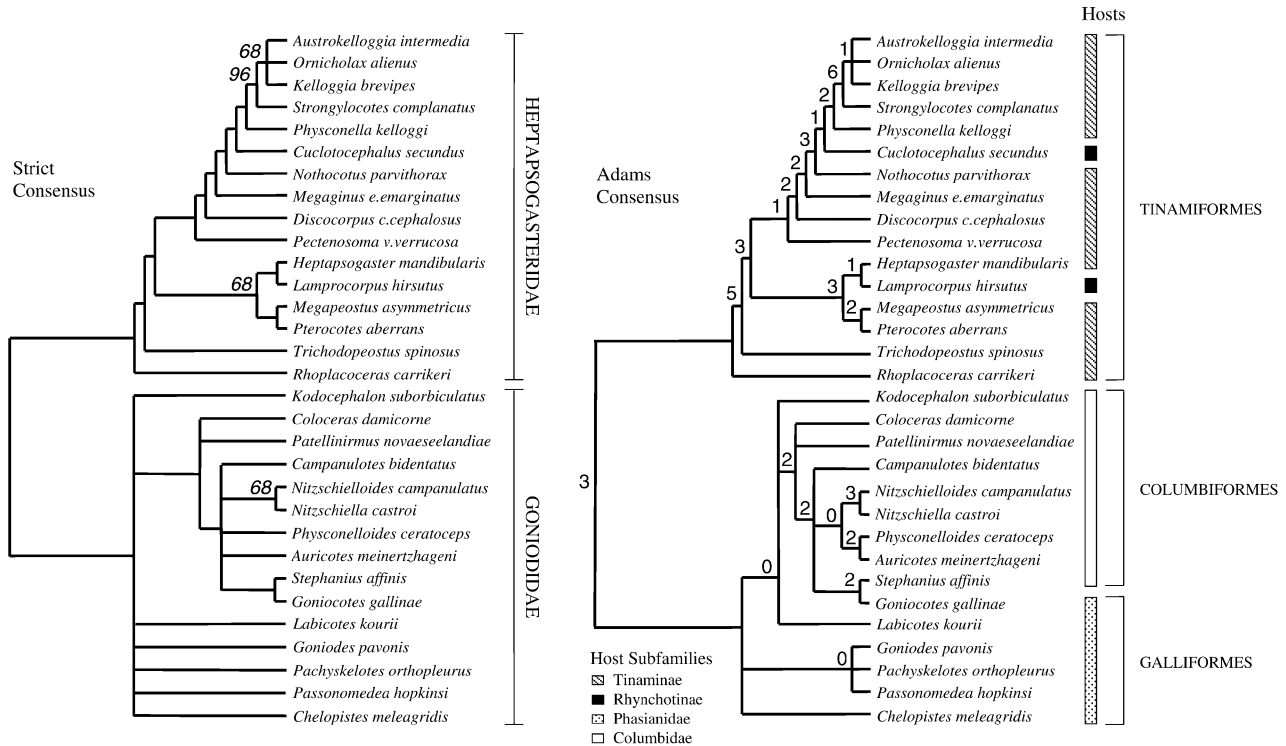 Strict
Consensus
68
96
Austrokelloggia intermedia
Ornicholax alienus
Kelloggia brevipes
Strongylocotes complanatus
Physconella kelloggi
Cuclotocephalus secundus
Nothocotus parvithorax
Megaginus e.emarginatus
Discocorpus c.cephalosus
Pectenosoma v.verrucosa
68
Heptapsogaster mandibularis
Lamprocorpus hirsutus
Megapeostus asymmetricus
Pterocotes aberrans
Trichodopeostus spinosus
Rhoplacoceras carrikeri
Kodocephalon suborbiculatus
Coloceras damicorne
Patellinirmus novaeseelandiae
Campanulotes bidentatus
68
Nitzschielloides campanulatus
Nitzschiella castroi
Physconelloides ceratoceps
Auricotes meinertzhageni
Stephanius affinis
Goniocotes gallinae
Labicotes kourii
Goniodes pavonis
Pachyskelotes orthopleurus
Passonomedea hopkinsi
Chelopistes meleagridis
HEPTAPSOGASTERIDAE
GONIODIDAE
Adams
Consensus
1
6
2
1
3
2
2
1
3
5
1
3
2
3
2
2
3
0
2
2
0
0
Austrokelloggia intermedia
Ornicholax alienus
Kelloggia brevipes
Strongylocotes complanatus
Physconella kelloggi
Cuclotocephalus secundus
Nothocotus parvithorax
Megaginus e.emarginatus
Discocorpus c.cephalosus
Pectenosoma v.verrucosa
Heptapsogaster mandibularis
Lamprocorpus hirsutus
Megapeostus asymmetricus
Pterocotes aberrans
Trichodopeostus spinosus
Rhoplacoceras carrikeri
Kodocephalon suborbiculatus
Coloceras damicorne
Patellinirmus novaeseelandiae
Campanulotes bidentatus
Nitzschielloides campanulatus
Nitzschiella castroi
Physconelloides ceratoceps
Auricotes meinertzhageni
Stephanius affinis
Goniocotes gallinae
Labicotes kourii
Goniodes pavonis
Pachyskelotes orthopleurus
Passonomedea hopkinsi
Chelopistes meleagridis
Hosts
TINAMIFORMES
COLUMBIFORMES
GALLIFORMES
Host Subfamilies
Tinaminae
Rhynchotinae
Phasianidae
Columbidae